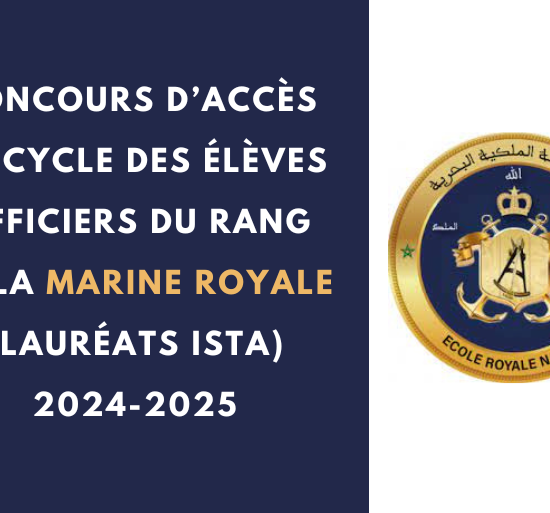 ONCOURS D’ACCÈS
CYCLE DES ÉLÈVES
FFICIERS DU RANG
LA MARINE ROYALE
LAURÉATS ISTA)
2024-2025
الملكية البحرية
الله
الملك
ECOLE ROYALE N